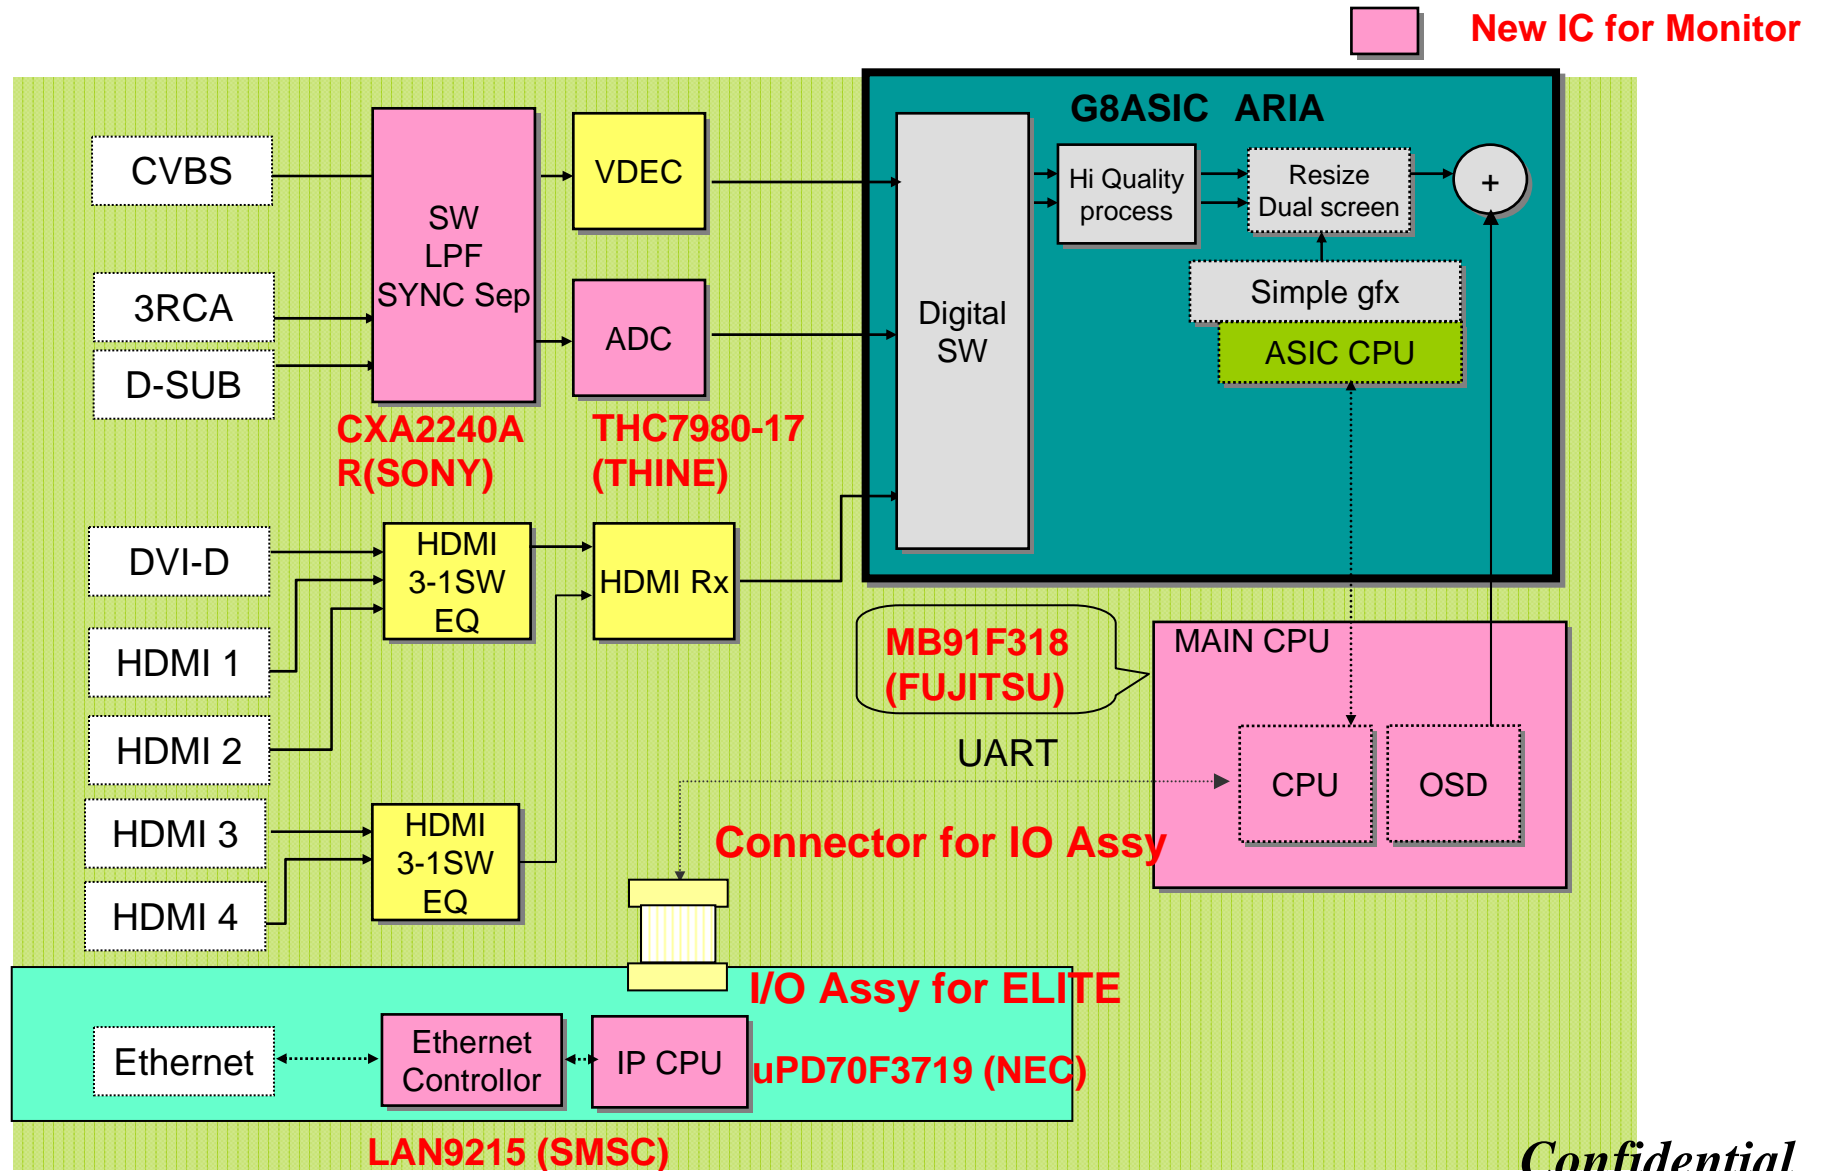 New IC for Monitor
G8ASIC ARIA
CVBS
3RCA
D-SUB
SW
LPF
SYNC Sep
VDEC
ADC
CXA2240A
R(SONY)
THC7980-17
(THINE)
Digital
SW
Hi Quality
process
Resize
Dual screen
+
Simple gfx
ASIC CPU
DVI-D
HDMI 1
HDMI 2
HDMI 3
HDMI 4
HDMI
3-1SW
EQ
HDMI Rx
HDMI
3-1SW
EQ
MB91F318
(FUJITSU)
MAIN CPU
CPU
OSD
UART
Connector for IO Assy
I/O Assy for ELITE
Ethernet
Ethernet
Controllor
IP CPU
uPD70F3719 (NEC)
LAN9215 (SMSC)
Confidential